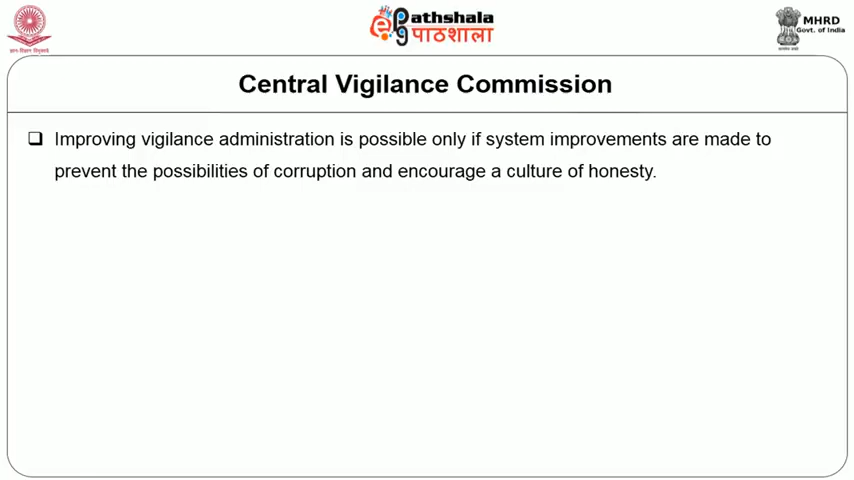 ePathshala
पाठशाला
MHRD
Govt. of India
Central Vigilance Commission
Improving vigilance administration is possible only if system improvements are made to
prevent the possibilities of corruption and encourage a culture of honesty.